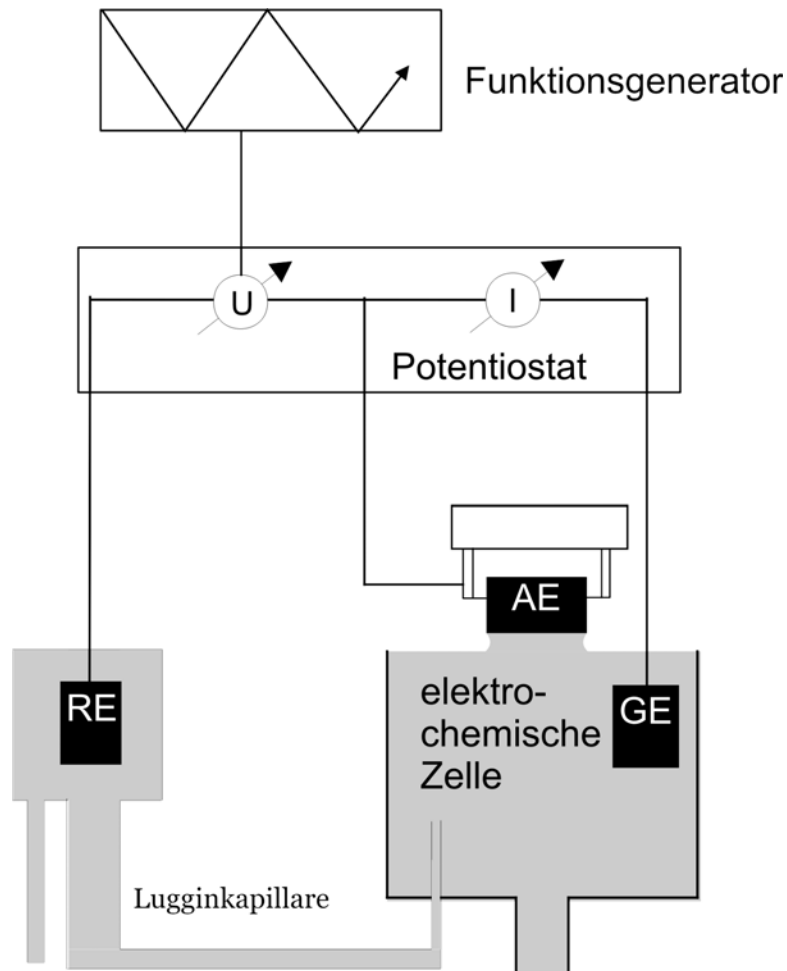 Funktionsgenerator
U
I
Potentiostat
AE
RE
elektro-
chemische
Zelle
GE
Lugginkapillare